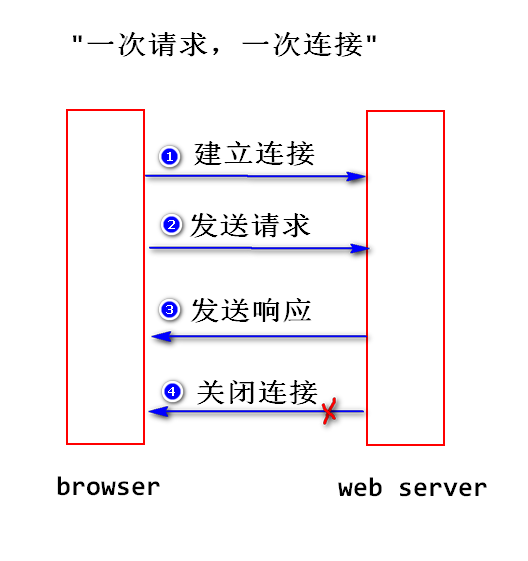 "一次请求，一次连接"
1 建立连接
2 发送请求
3 发送响应
4 关闭连接
browser
web server